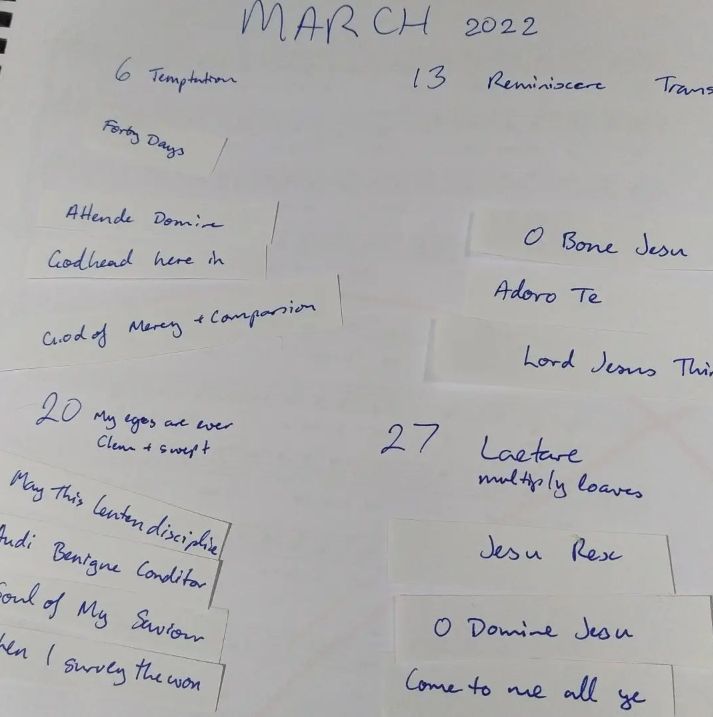 MARCH 2022
6 Temptation
13 Reminiscere Trans
Forty Days
Attende Domine
Godhead here in
God of Mercy + Compassion
O Bone Jesu
Adoro Te
Lord Jesus Thi
20 My eyes are ever
Clean + swept
May This Lenten discipline
Audi Benigne Conditor
Soul of My Saviour
hen I survey the won
27 Laetare
multiply loaves
Jesu Rex
O Domine Jesu
Come to me all ye